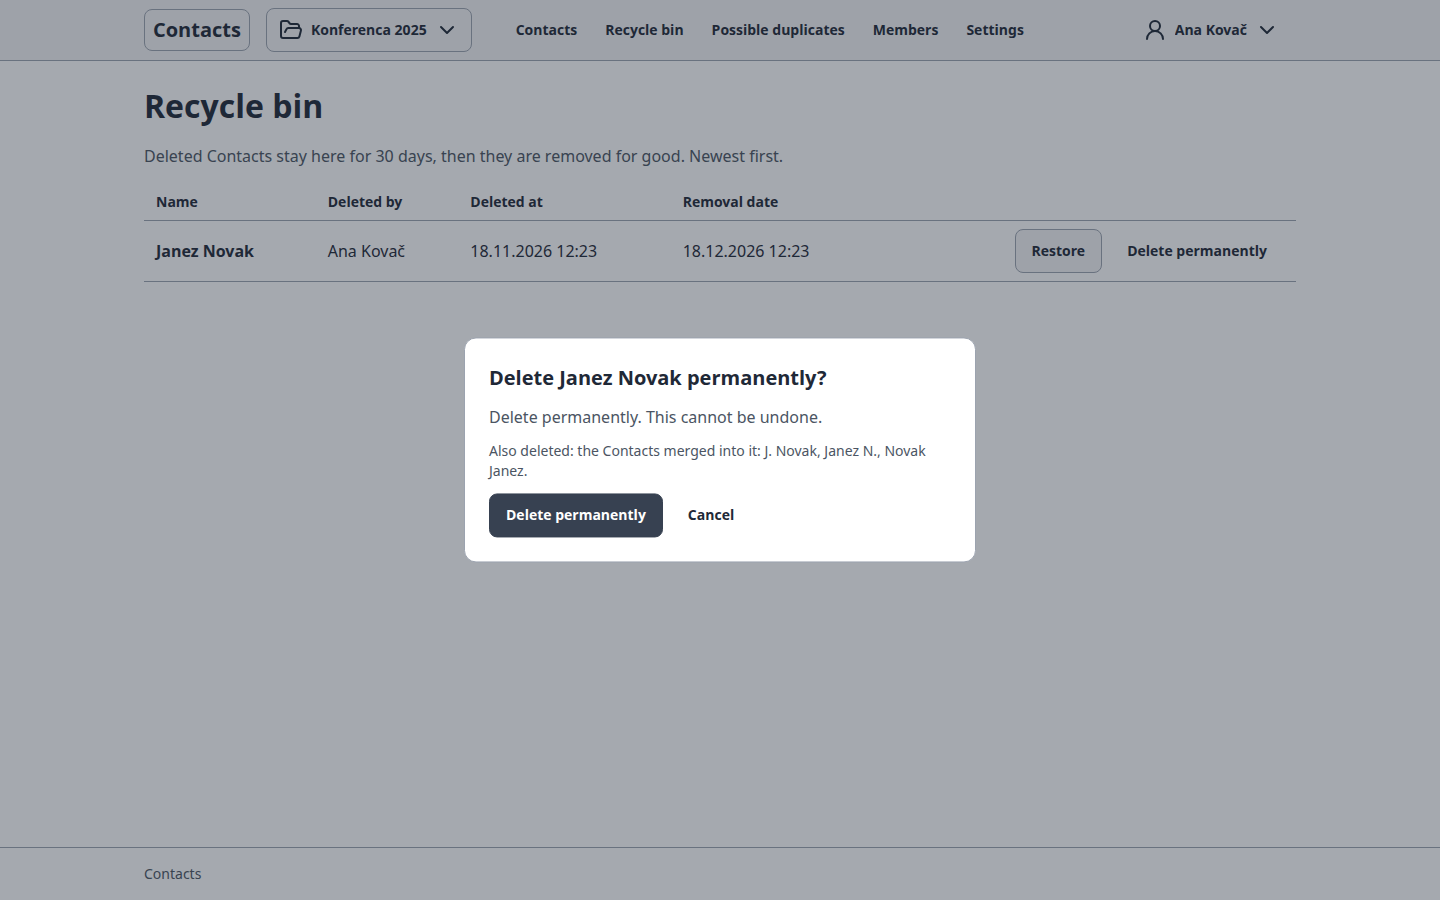 Contacts
Konferenca 2025
Contacts
Recycle bin
Possible duplicates
Members
Settings
Ana Kovač
Recycle bin
Deleted Contacts stay here for 30 days, then they are removed for good. Newest first.
Name Deleted by Deleted at Removal date
Janez Novak Ana Kovač 18.11.2026 12:23 18.12.2026 12:23 Restore Delete permanently
Delete Janez Novak permanently?
Delete permanently. This cannot be undone.
Also deleted: the Contacts merged into it: J. Novak, Janez N., Novak
Janez.
Delete permanently Cancel
Contacts